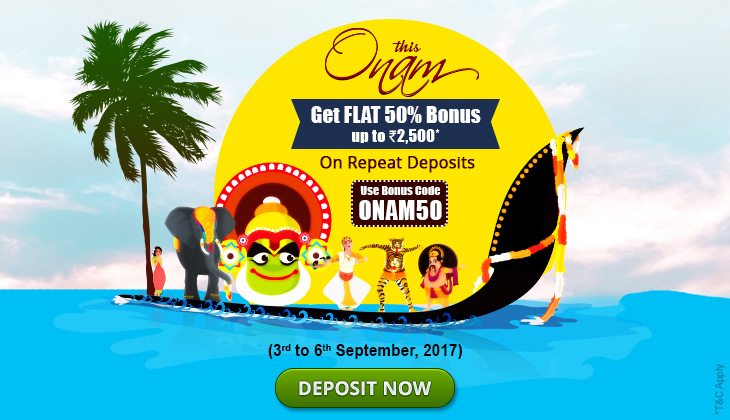 this
Onam
Get FLAT 50% Bonus
up to ₹2,500*
On Repeat Deposits
Use Bonus Code
ONAM50
(3rd to 6th September, 2017)
DEPOSIT NOW
*T&C Apply